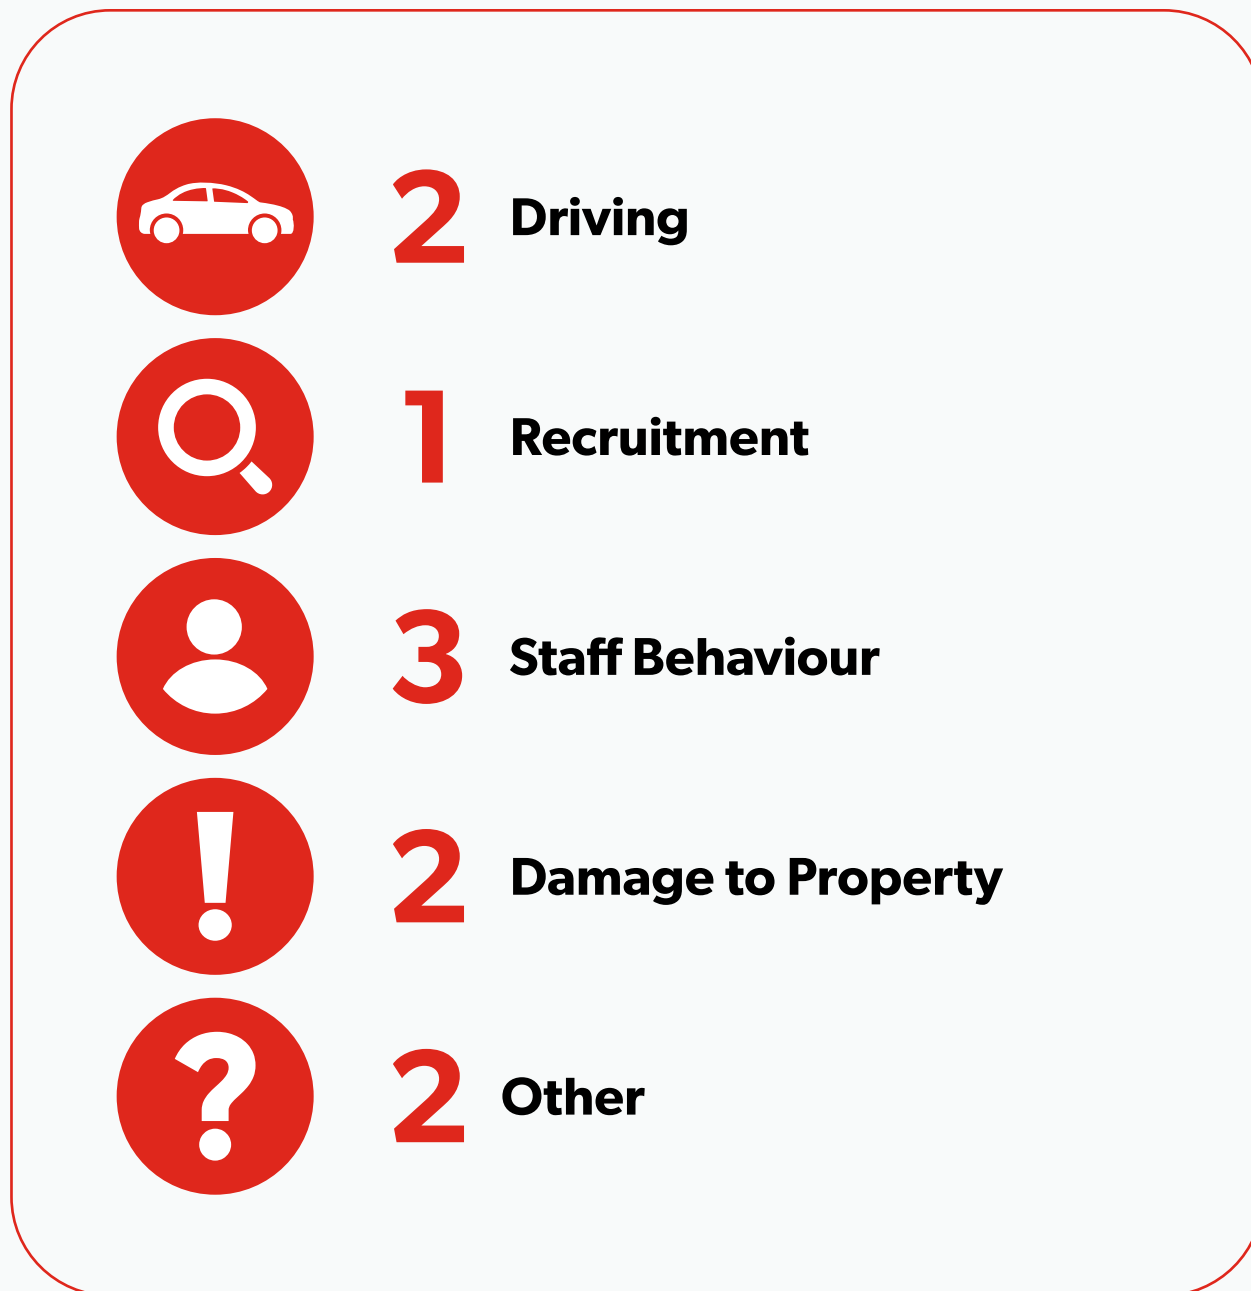 2 Driving
1 Recruitment
3 Staff Behaviour
! 2 Damage to Property
? 2 Other